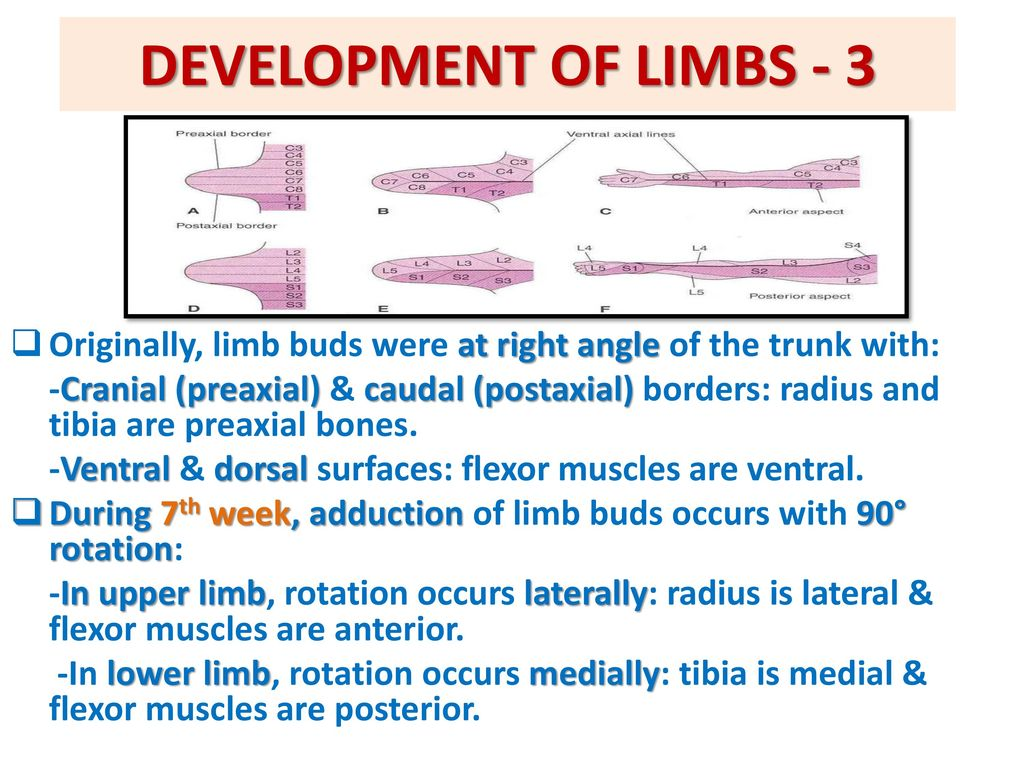 DEVELOPMENT OF LIMBS - 3
Preaxial border
Ventral axial lines
C3
C4
C5
C6
C7
C8
T1
T2
A
Postaxial border
C3
C4
C5
C6
C7
C8
T1
T2
B
C3
C4
C5
C6
C7
T1
T2
C
Anterior aspect
L2
L3
L4
L5
S1
S2
S3
D
L2
L3
L4
L5
S1
S2
S3
E
L4
L4
S4
L3
S3
L5
S1
S2
L2
L5
F
Posterior aspect
❑ Originally, limb buds were at right angle of the trunk with:
-Cranial (preaxial) & caudal (postaxial) borders: radius and
tibia are preaxial bones.
-Ventral & dorsal surfaces: flexor muscles are ventral.
❑ During 7th week, adduction of limb buds occurs with 90°
rotation:
-In upper limb, rotation occurs laterally: radius is lateral &
flexor muscles are anterior.
-In lower limb, rotation occurs medially: tibia is medial &
flexor muscles are posterior.